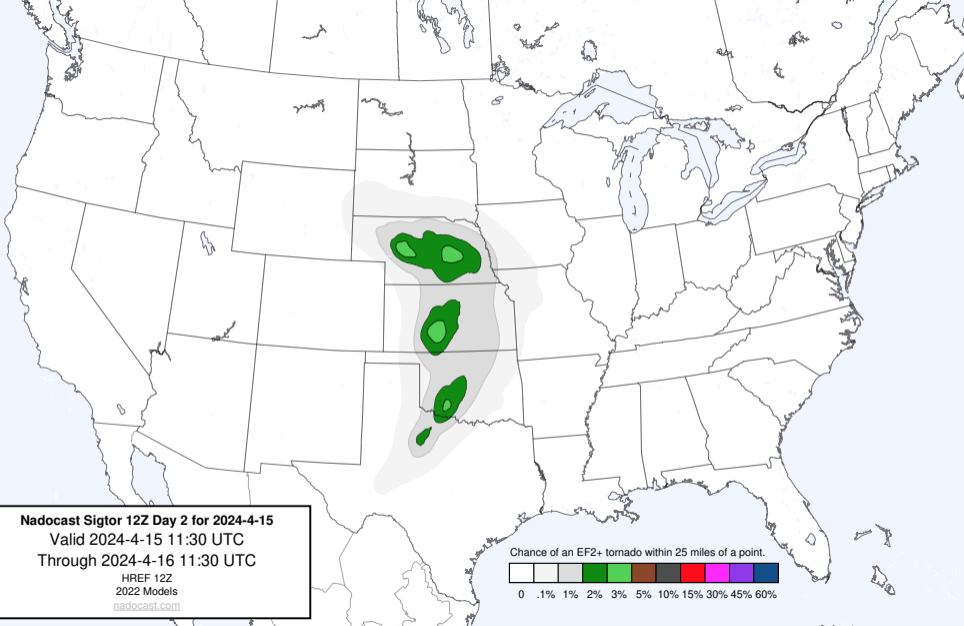 Nadocast Sigtor 12Z Day 2 for 2024-4-15
Valid 2024-4-15 11:30 UTC
Through 2024-4-16 11:30 UTC
HREF 12Z
2022 Models
nadocast.com
Chance of an EF2+ tornado within 25 miles of a point.
0 .1% 1% 2% 3% 5% 10% 15% 30% 45% 60%